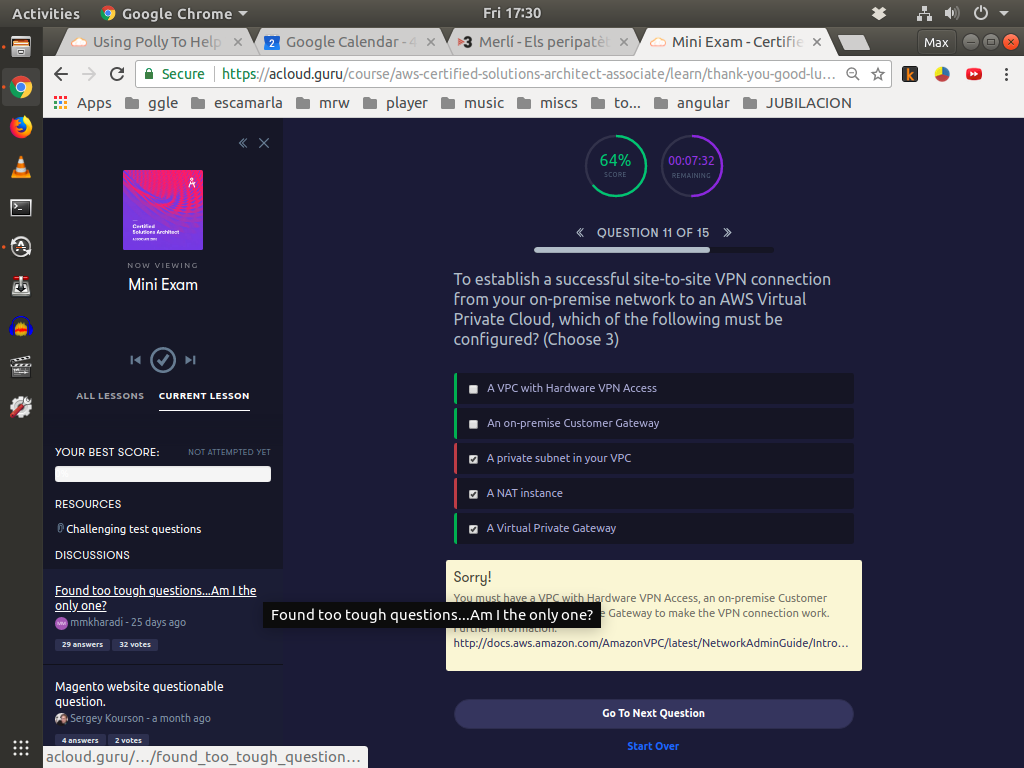 Activities Google Chrome Fri 17:30
Using Polly To Help Google Calendar - 4 Merlí - Els peripatèt Mini Exam - Certifie Max
Secure https://acloud.guru/course/aws-certified-solutions-architect-associate/learn/thank-you-good-lu...
Apps ggle escamarla mrw player music miscs to... angular JUBILACION
64%
SCORE
00:07:32
REMAINING
« QUESTION 11 OF 15 »
Certified
Solutions Architect
NOW VIEWING
Mini Exam
ALL LESSONS CURRENT LESSON
YOUR BEST SCORE: NOT ATTEMPTED YET
RESOURCES
Challenging test questions
DISCUSSIONS
Found too tough questions...Am I the
only one?
MM mmkharadi - 25 days ago
29 answers 32 votes
Magento website questionable
question.
Sergey Kourson - a month ago
4 answers 2 votes
To establish a successful site-to-site VPN connection
from your on-premise network to an AWS Virtual
Private Cloud, which of the following must be
configured? (Choose 3)
A VPC with Hardware VPN Access
An on-premise Customer Gateway
A private subnet in your VPC
A NAT instance
A Virtual Private Gateway
Sorry!
You must have a VPC with Hardware VPN Access, an on-premise Customer
Gateway to make the VPN connection work.
Further information:
http://docs.aws.amazon.com/AmazonVPC/latest/NetworkAdminGuide/Intro...
Found too tough questions...Am I the only one?
Go To Next Question
Start Over
acloud.guru/.../found_too_tough_question...